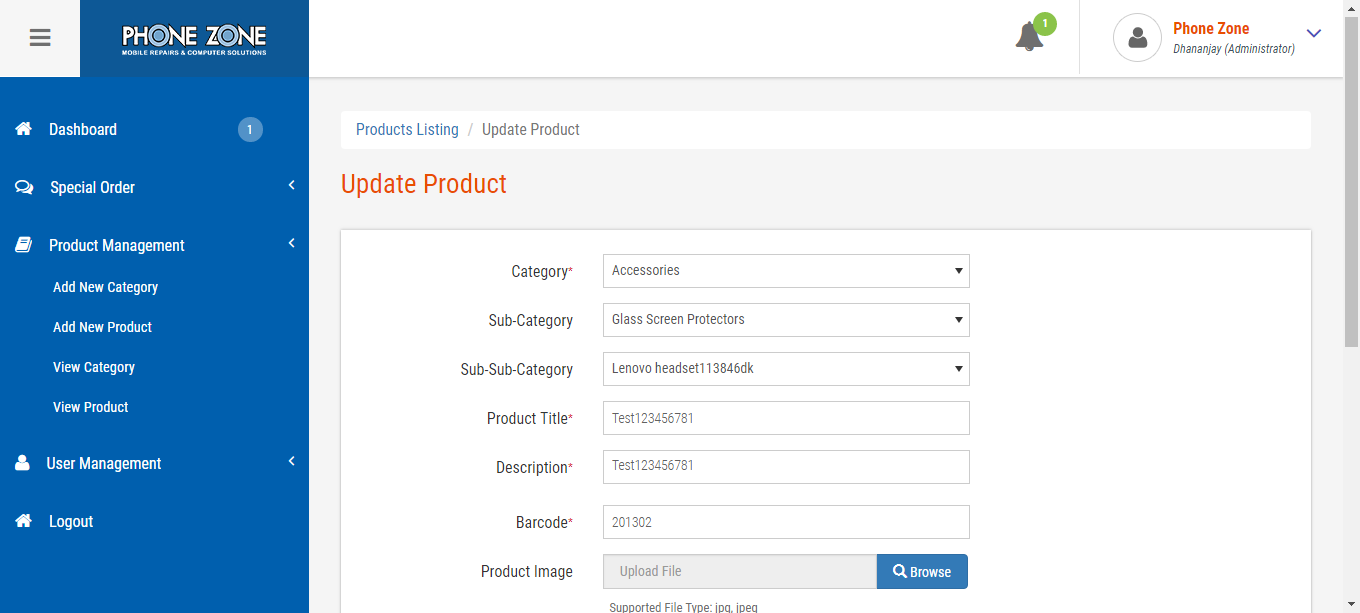 PHONE ZONE
MOBILE REPAIRS & COMPUTER SOLUTIONS
1
Phone Zone
Dhananjay (Administrator)
Dashboard 1
Special Order
Product Management
Add New Category
Add New Product
View Category
View Product
User Management
Logout
Products Listing / Update Product
Update Product
Category* Accessories
Sub-Category Glass Screen Protectors
Sub-Sub-Category Lenovo headset113846dk
Product Title* Test123456781
Description* Test123456781
Barcode* 201302
Product Image Upload File Browse
Supported File Type: jpg, jpeg